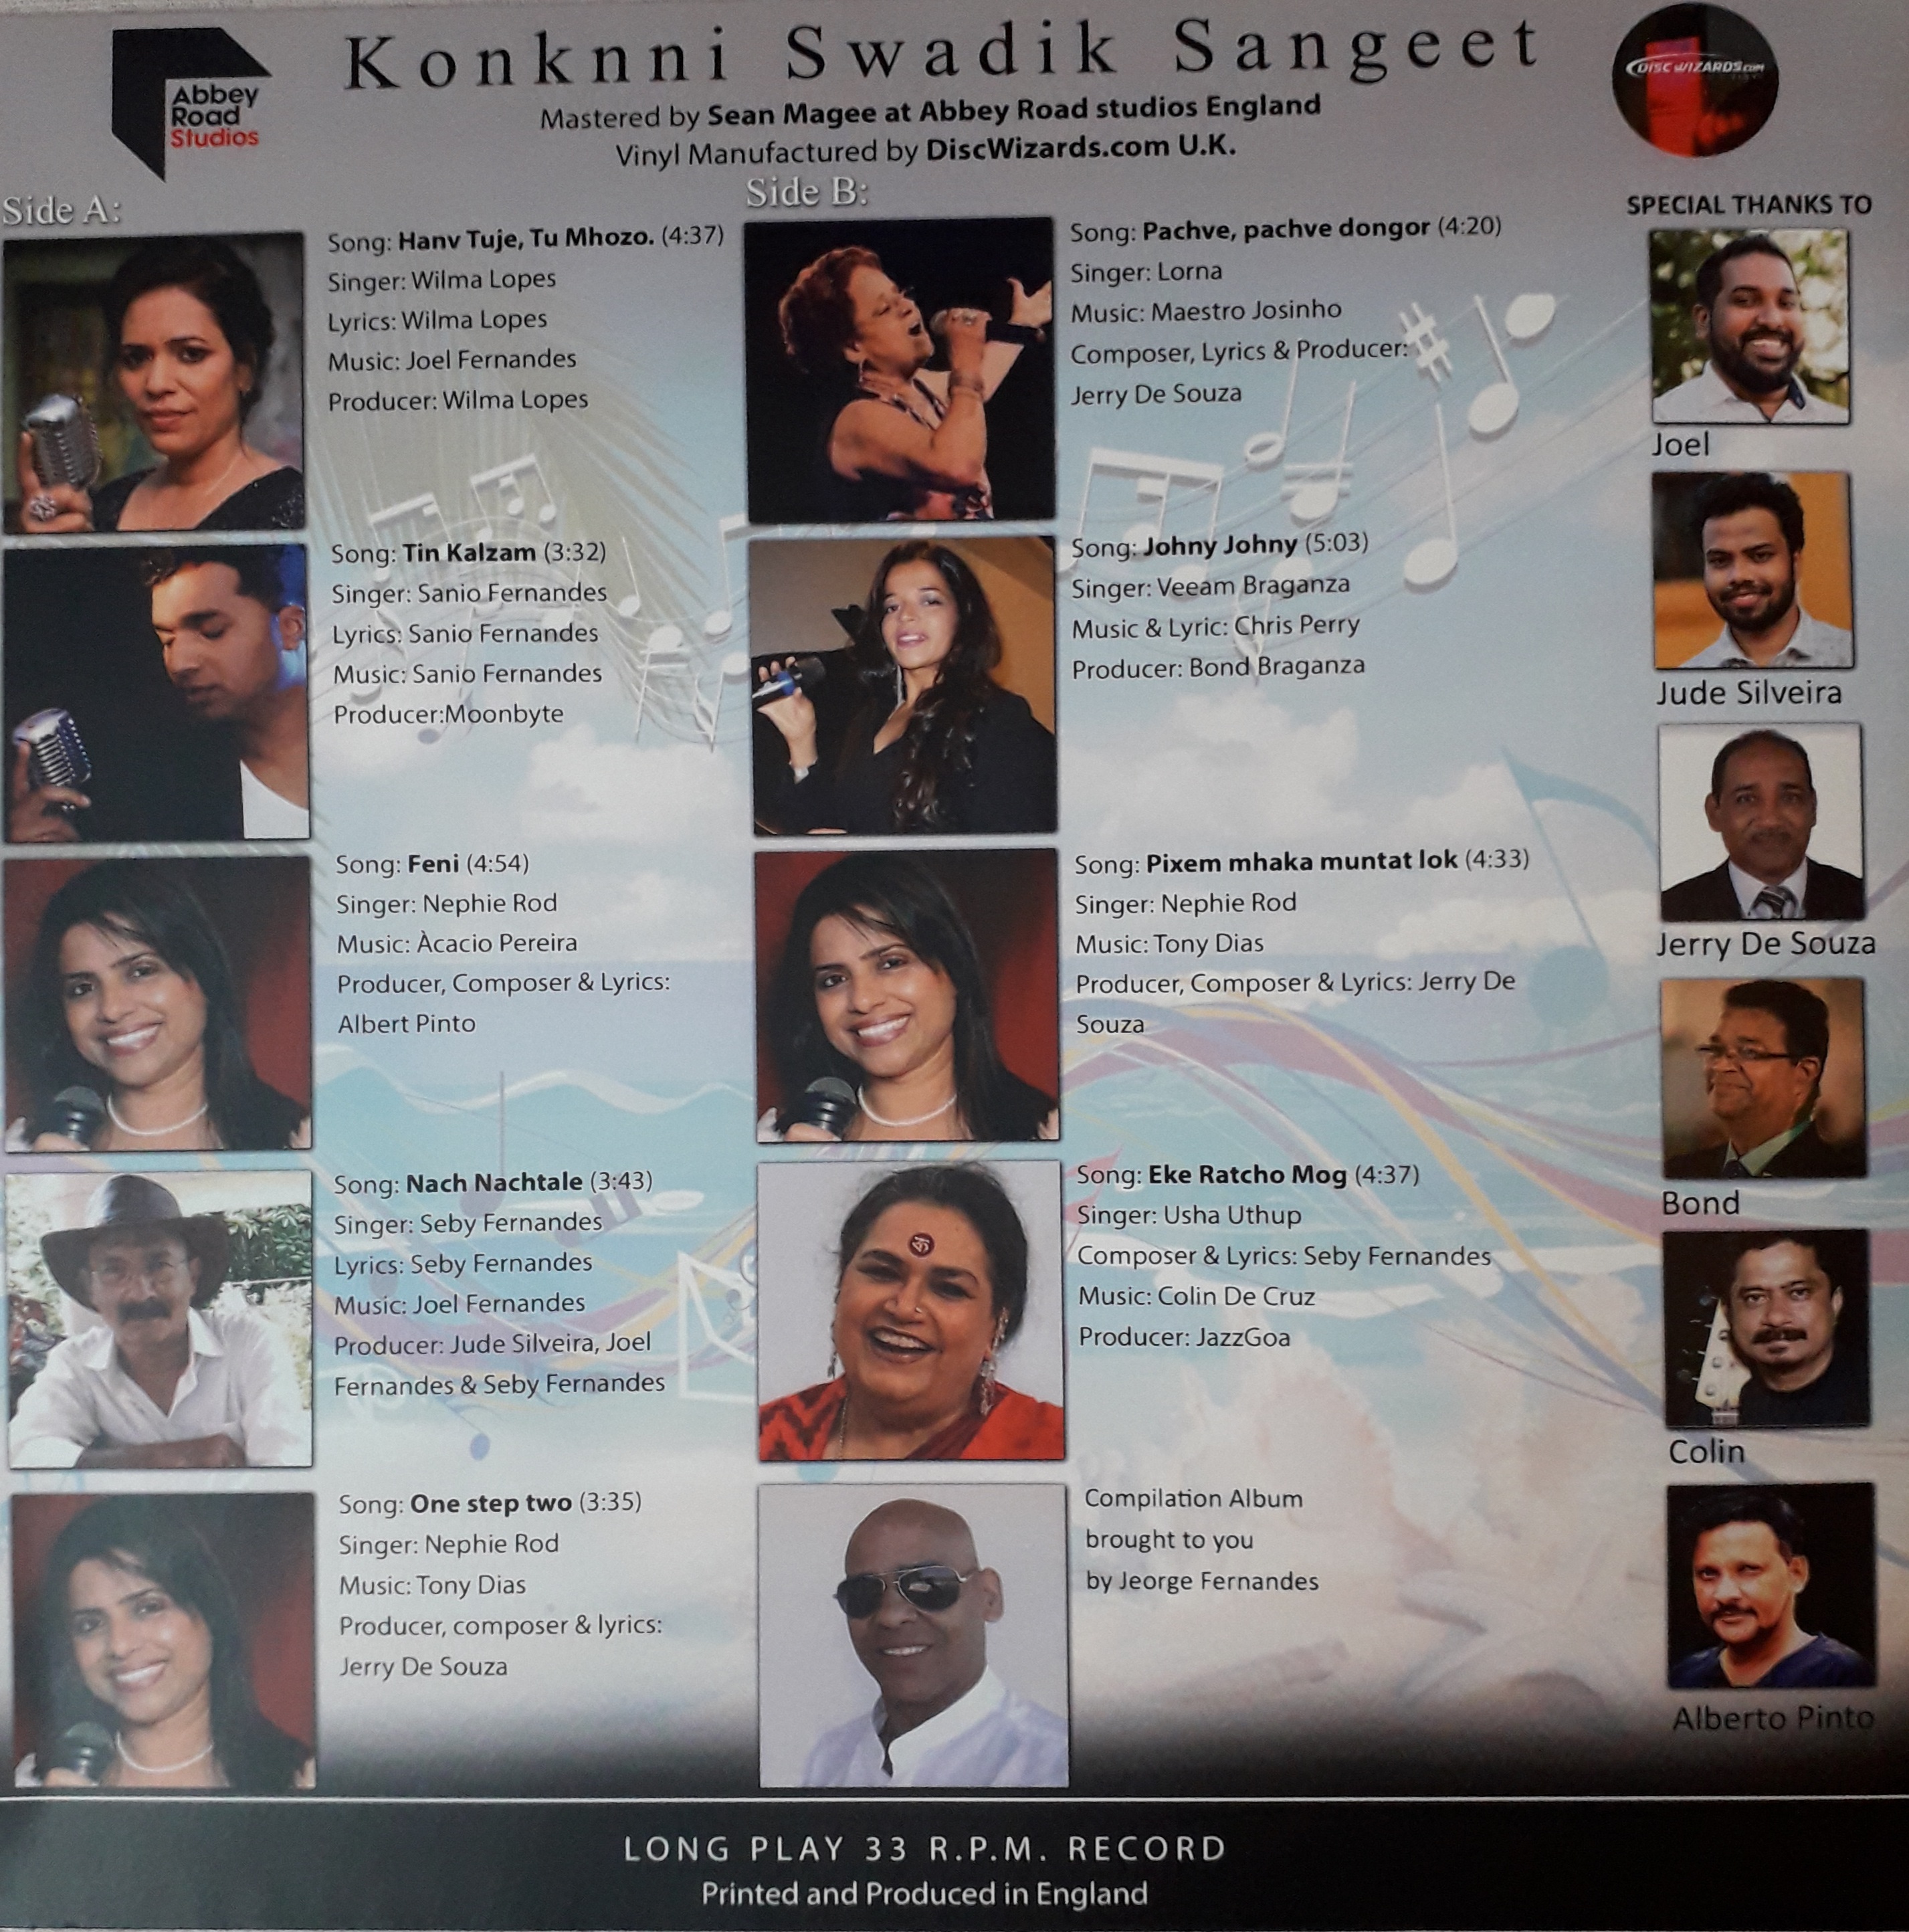 Abbey
Road
Studios
Konknni Swadik Sangeet
Mastered by Sean Magee at Abbey Road studios England
Vinyl Manufactured by DiscWizards.com U.K.
DISC WIZARDS.COM
Side A:
Song: Hanv Tuje, Tu Mhozo. (4:37)
Singer: Wilma Lopes
Lyrics: Wilma Lopes
Music: Joel Fernandes
Producer: Wilma Lopes
Song: Tin Kalzam (3:32)
Singer: Sanio Fernandes
Lyrics: Sanio Fernandes
Music: Sanio Fernandes
Producer:Moonbyte
Song: Feni (4:54)
Singer: Nephie Rod
Music: Àcacio Pereira
Producer, Composer & Lyrics:
Albert Pinto
Song: Nach Nachtale (3:43)
Singer: Seby Fernandes
Lyrics: Seby Fernandes
Music: Joel Fernandes
Producer: Jude Silveira, Joel
Fernandes & Seby Fernandes
Song: One step two (3:35)
Singer: Nephie Rod
Music: Tony Dias
Producer, composer & lyrics:
Jerry De Souza
Side B:
Song: Pachve, pachve dongor (4:20)
Singer: Lorna
Music: Maestro Josinho
Composer, Lyrics & Producer:
Jerry De Souza
Song: Johny Johny (5:03)
Singer: Veeam Braganza
Music & Lyric: Chris Perry
Producer: Bond Braganza
Song: Pixem mhaka muntat lok (4:33)
Singer: Nephie Rod
Music: Tony Dias
Producer, Composer & Lyrics: Jerry De
Souza
Song: Eke Ratcho Mog (4:37)
Singer: Usha Uthup
Composer & Lyrics: Seby Fernandes
Music: Colin De Cruz
Producer: JazzGoa
Compilation Album
brought to you
by Jeorge Fernandes
SPECIAL THANKS TO
Joel
Jude Silveira
Jerry De Souza
Bond
Colin
Alberto Pinto
LONG PLAY 33 R.P.M. RECORD
Printed and Produced in England